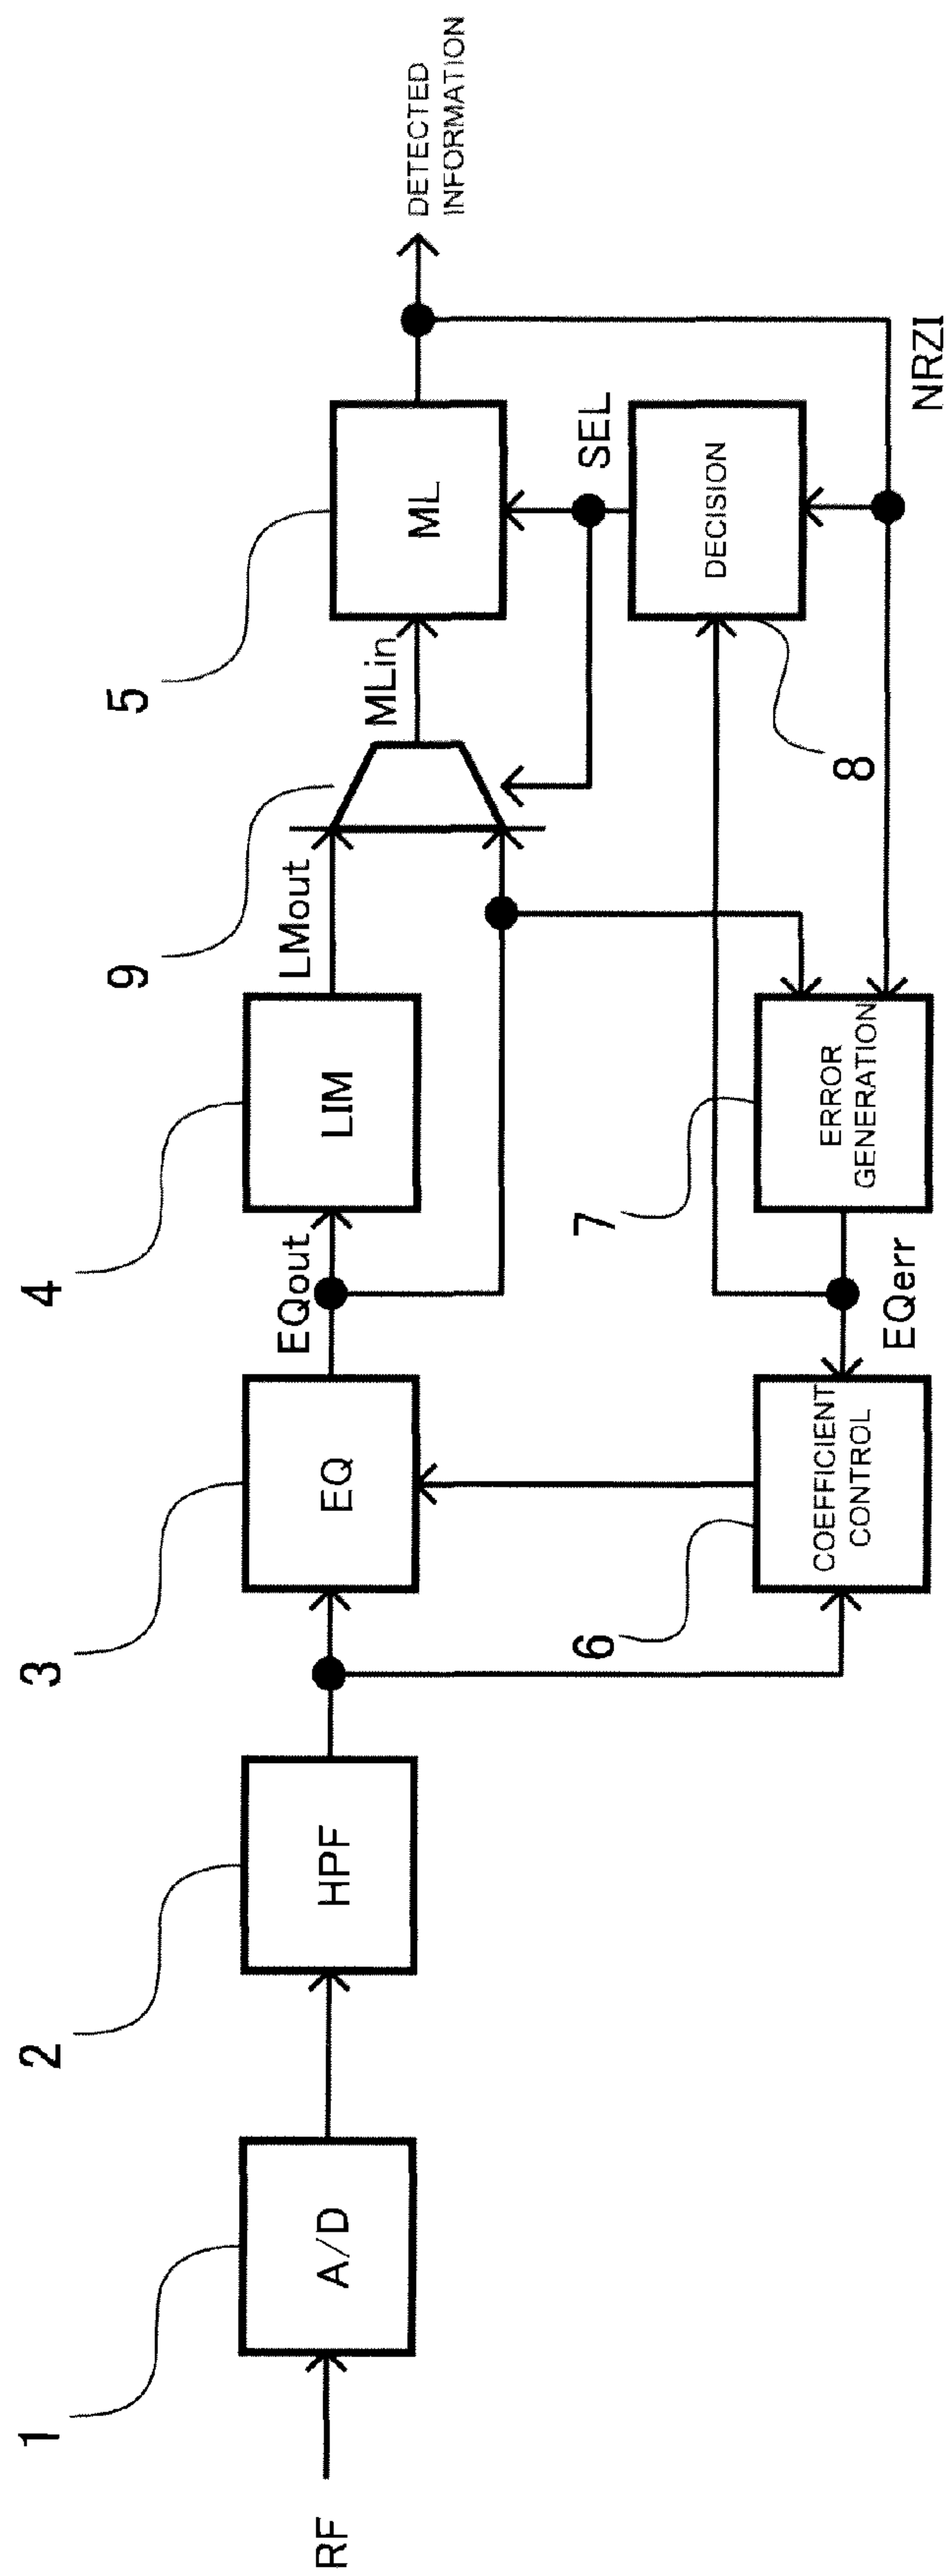 RF
1
A/D
2
HPF
3
EQ
EQout
4
LIM
LMout
9
MLin
5
ML
DETECTED
INFORMATION
SEL
DECISION
8
NRZI
7
ERROR
GENERATION
EQerr
6
COEFFICIENT
CONTROL